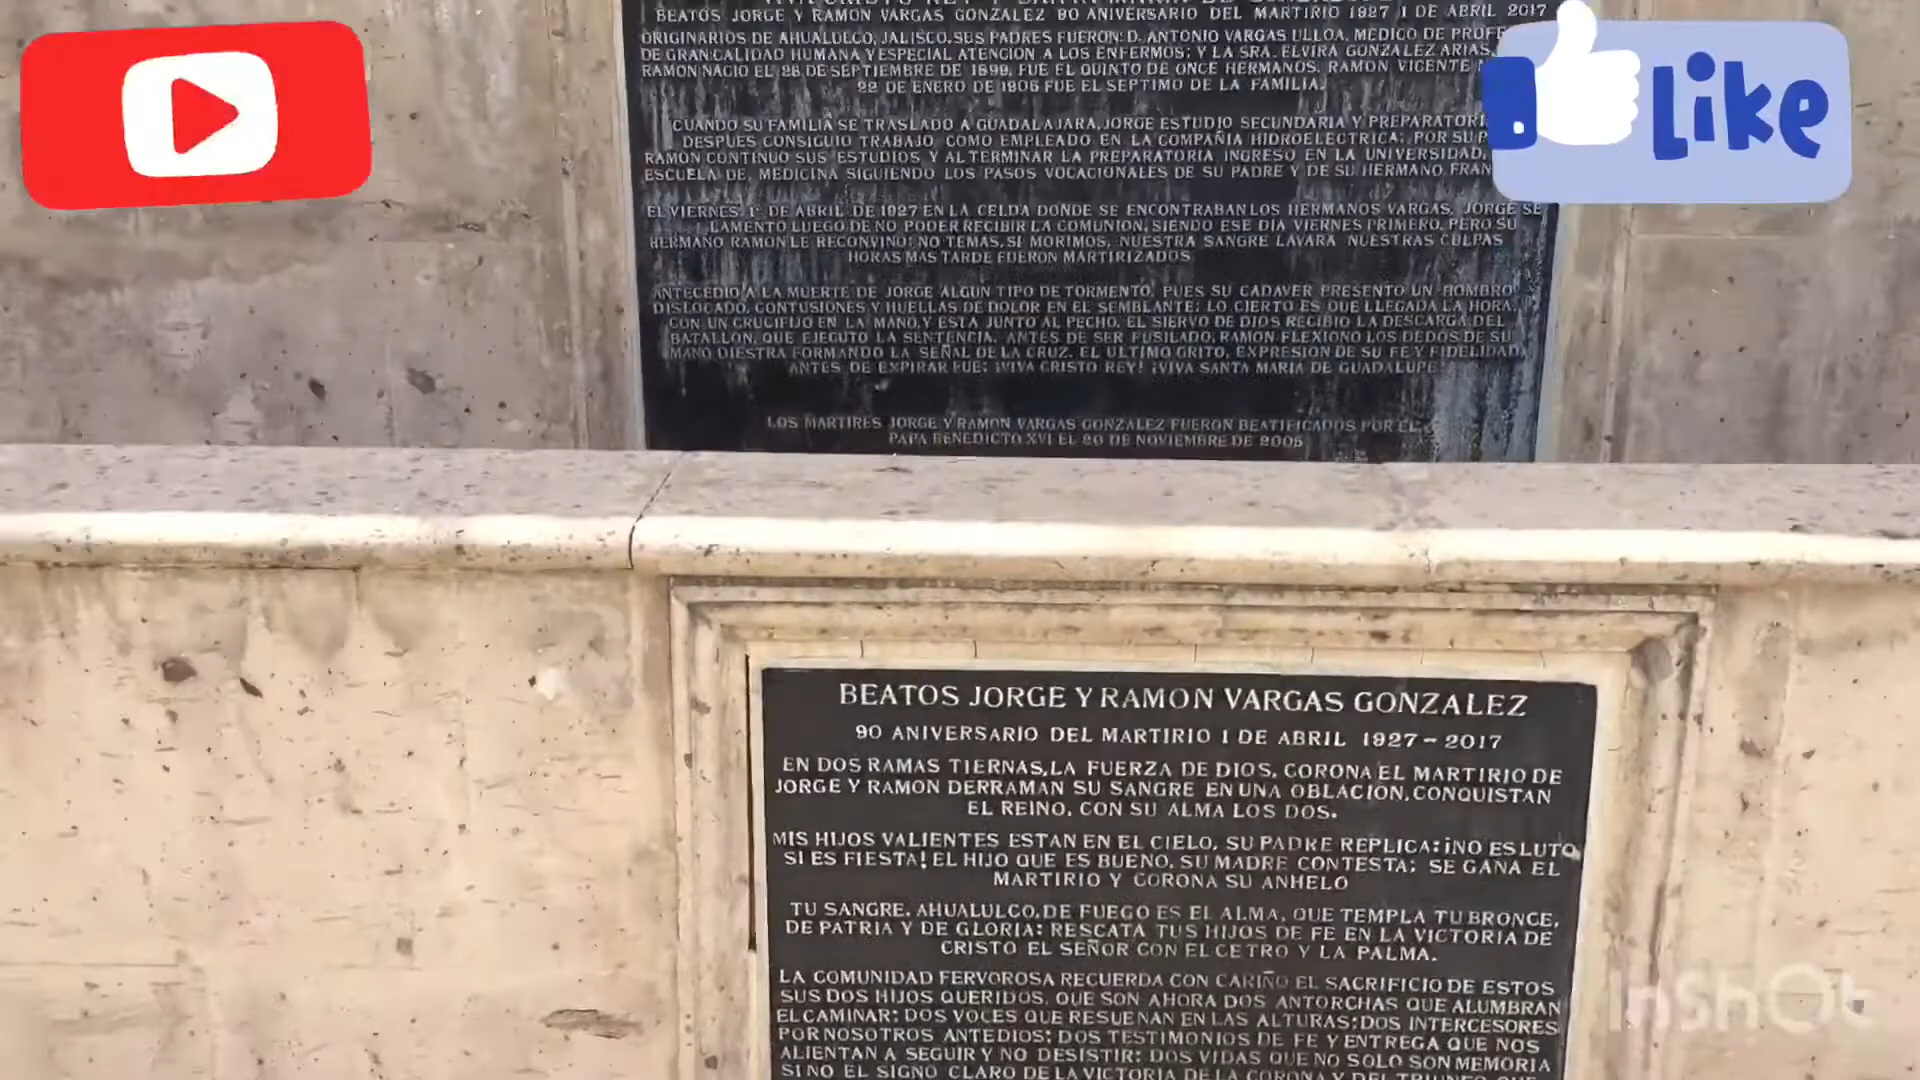 BEATOS JORGE Y RAMON VARGAS GONZALEZ 90 ANIVERSARIO DEL MARTIRIO 1927 1 DE ABRIL 2017
ORIGINARIOS DE AHUALULCO, JALISCO. SUS PADRES FUERON: D. ANTONIO VARGAS ULLOA, MEDICO DE
DE GRAN CALIDAD HUMANA Y ESPECIAL ATENCION A LOS ENFERMOS; Y LA SRA. ELVIRA GONZALEZ ARIAS,
RAMON NACIO EL 28 DE SEPTIEMBRE DE 1899, FUE EL QUINTO DE ONCE HERMANOS. RAMON VICENTE
22 DE ENERO DE 1905 FUE EL SEPTIMO DE LA FAMILIA.
CUANDO SU FAMILIA SE TRASLADO A GUADALAJARA, JORGE ESTUDIO SECUNDARIA Y
DESPUES CONSIGUIO TRABAJO COMO EMPLEADO EN LA COMPAÑIA HIDROELECTRICA; POR SU
RAMON CONTINUO SUS ESTUDIOS Y AL TERMINAR LA PREPARATORIA INGRESO EN LA UNIVERSIDAD,
ESCUELA DE, MEDICINA SIGUIENDO LOS PASOS VOCACIONALES DE SU PADRE Y DE SU HERMANO
EL VIERNES 1° DE ABRIL DE 1927 EN LA CELDA DONDE SE ENCONTRABAN LOS HERMANOS VARGAS, JORGE SE
LAMENTO LUEGO DE NO PODER RECIBIR LA COMUNION, SIENDO ESE DIA VIERNES PRIMERO, PERO SU
HERMANO RAMON LE RECONVINO: NO TEMAS, SI MORIMOS, NUESTRA SANGRE LAVARA NUESTRAS CULPAS
HORAS MAS TARDE FUERON MARTIRIZADOS
ANTECEDIO A LA MUERTE DE JORGE ALGUN TIPO DE TORMENTO, PUES SU CADAVER PRESENTO UN HOMBRO
DISLOCADO, CONTUSIONES Y HUELLAS DE DOLOR EN EL SEMBLANTE; LO CIERTO ES QUE LLEGADA LA HORA,
CON UN CRUCIFIJO EN LA MANO, Y ESTA JUNTO AL PECHO, EL SIERVO DE DIOS RECIBIO LA DESCARGA DEL
BATALLON, QUE EJECUTO LA SENTENCIA. ANTES DE SER FUSILADO, RAMON FLEXIONO LOS DEDOS DE SU
MANO DIESTRA FORMANDO LA SEÑAL DE LA CRUZ. EL ULTIMO GRITO, EXPRESION DE SU FE Y FIDELIDAD
ANTES DE EXPIRAR FUE: ¡VIVA CRISTO REY! ¡VIVA SANTA MARIA DE GUADALUPE!
LOS MARTIRES JORGE Y RAMON VARGAS GONZALEZ FUERON BEATIFICADOS POR EL
PAPA BENEDICTO XVI EL 20 DE NOVIEMBRE DE 2005
Like
BEATOS JORGE Y RAMON VARGAS GONZALEZ
90 ANIVERSARIO DEL MARTIRIO 1 DE ABRIL 1927-2017
EN DOS RAMAS TIERNAS, LA FUERZA DE DIOS, CORONA EL MARTIRIO DE
JORGE Y RAMON DERRAMAN SU SANGRE EN UNA OBLACION, CONQUISTAN
EL REINO, CON SU ALMA LOS DOS.
MIS HIJOS VALIENTES ESTAN EN EL CIELO, SU PADRE REPLICA: ¡NO ES LUTO
SI ES FIESTA! EL HIJO QUE ES BUENO, SU MADRE CONTESTA; SE GANA EL
MARTIRIO Y CORONA SU ANHELO
TU SANGRE, AHUALULCO, DE FUEGO ES EL ALMA, QUE TEMPLA TU BRONCE,
DE PATRIA Y DE GLORIA: RESCATA TUS HIJOS DE FE EN LA VICTORIA DE
CRISTO EL SEÑOR CON EL CETRO Y LA PALMA.
LA COMUNIDAD FERVOROSA RECUERDA CON CARIÑO EL SACRIFICIO DE ESTOS
SUS DOS HIJOS QUERIDOS, QUE SON AHORA DOS ANTORCHAS QUE ALUMBRAN
EL CAMINAR; DOS VOCES QUE RESUENAN EN LAS ALTURAS; DOS INTERCESORES
POR NOSOTROS ANTE DIOS; DOS TESTIMONIOS DE FE Y ENTREGA QUE NOS
ALIENTAN A SEGUIR Y NO DESISTIR; DOS VIDAS QUE NO SOLO SON MEMORIA
SI NO EL SIGNO CLARO DE LA VICTORIA DE LA CORONA Y DEL TRIUNFO QUE
InShOt